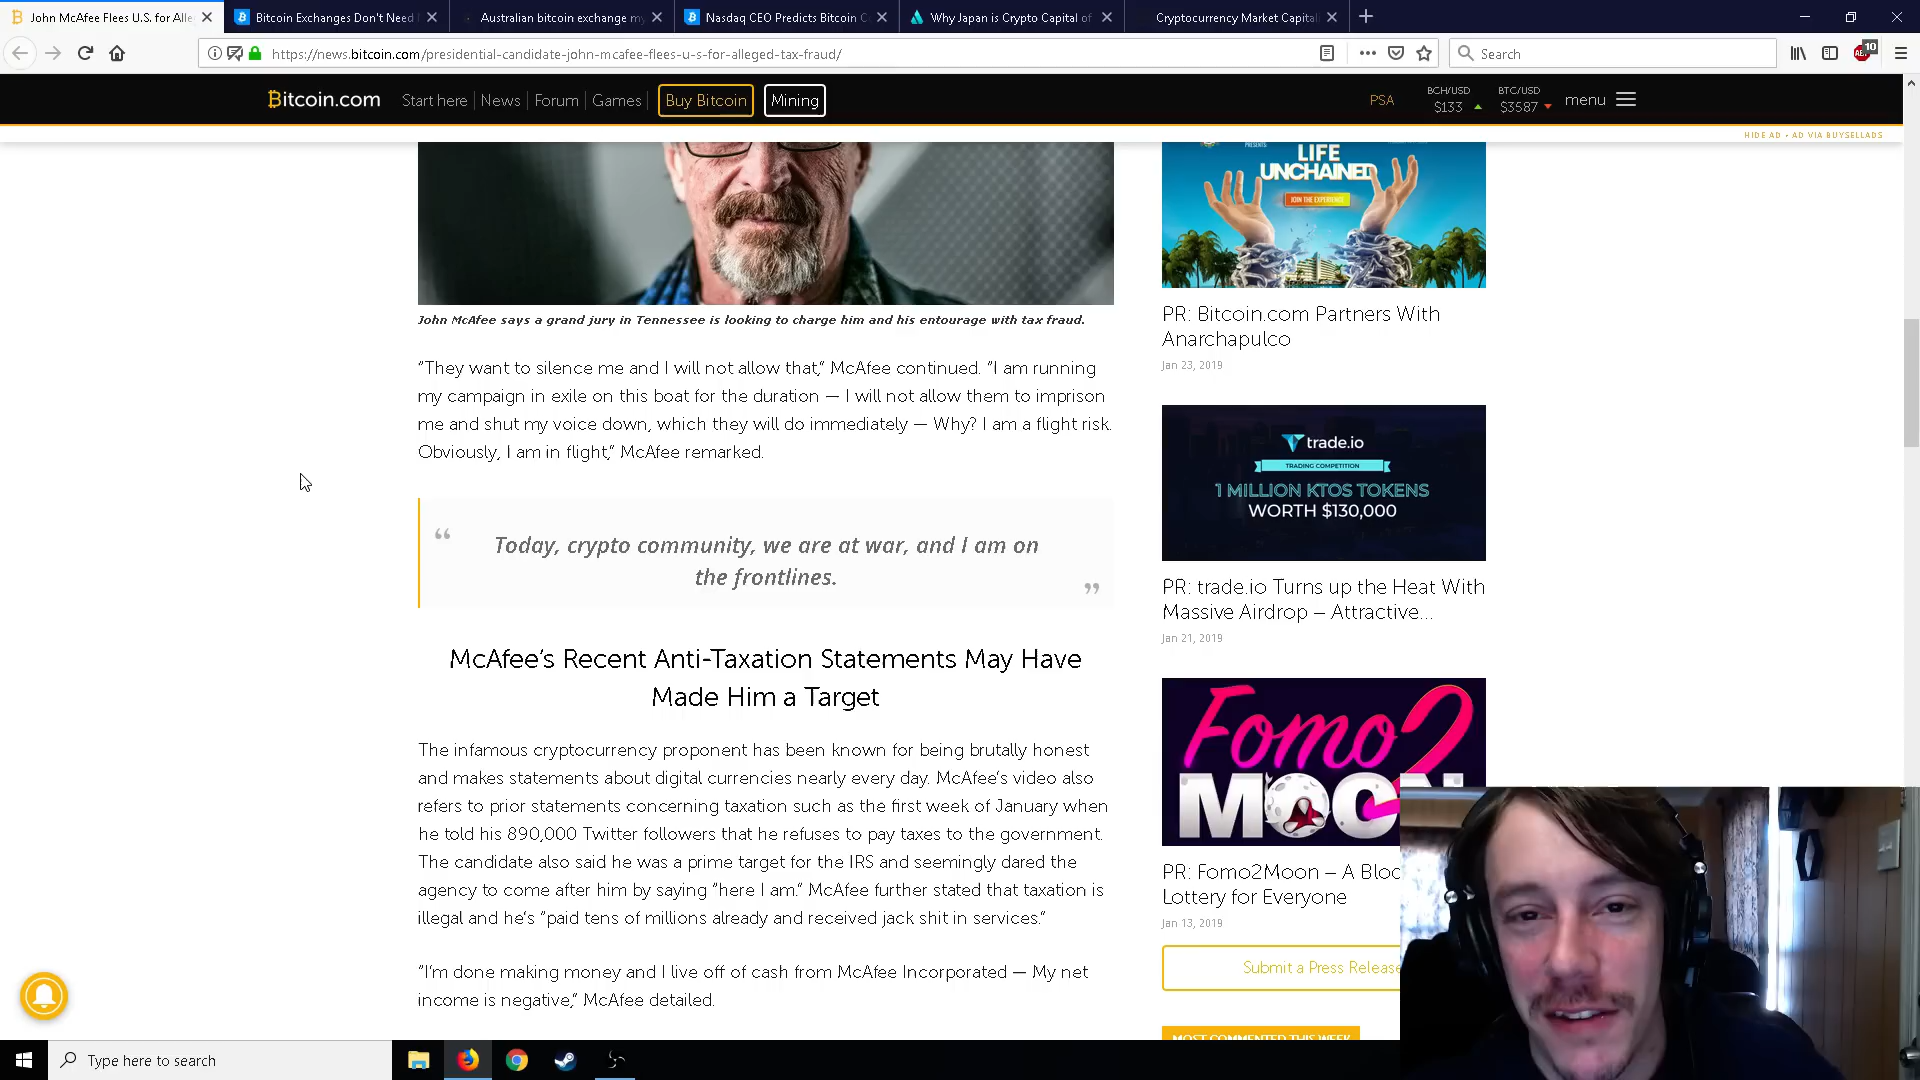 John McAfee Flees U.S. for Alle
Bitcoin Exchanges Don't Need
Australian bitcoin exchange my
Nasdaq CEO Predicts Bitcoin C
Why Japan is Crypto Capital of
Cryptocurrency Market Capital
https://news.bitcoin.com/presidential-candidate-john-mcafee-flees-u-s-for-alleged-tax-fraud/
Search
10
Bitcoin.com
Start here
News
Forum
Games
Buy Bitcoin
Mining
PSA
BCH/USD
$133
BTC/USD
$3587
menu
HIDE AD • AD VIA BUYSELLADS
John McAfee says a grand jury in Tennessee is looking to charge him and his entourage with tax fraud.
“They want to silence me and I will not allow that,” McAfee continued. “I am running
my campaign in exile on this boat for the duration — I will not allow them to imprison
me and shut my voice down, which they will do immediately — Why? I am a flight risk.
Obviously, I am in flight,” McAfee remarked.
“ Today, crypto community, we are at war, and I am on
the frontlines. ”
McAfee’s Recent Anti-Taxation Statements May Have
Made Him a Target
The infamous cryptocurrency proponent has been known for being brutally honest
and makes statements about digital currencies nearly every day. McAfee’s video also
refers to prior statements concerning taxation such as the first week of January when
he told his 890,000 Twitter followers that he refuses to pay taxes to the government.
The candidate also said he was a prime target for the IRS and seemingly dared the
agency to come after him by saying “here I am.” McAfee further stated that taxation is
illegal and he’s “paid tens of millions already and received jack shit in services.”
“I’m done making money and I live off of cash from McAfee Incorporated — My net
income is negative,” McAfee detailed.
LIFE
UNCHAINED
JOIN THE EXPERIENCE
PR: Bitcoin.com Partners With
Anarchapulco
Jan 23, 2019
trade.io
TRADING COMPETITION
1 MILLION KTOS TOKENS
WORTH $130,000
PR: trade.io Turns up the Heat With
Massive Airdrop – Attractive...
Jan 21, 2019
Fomo2
MOON
PR: Fomo2Moon – A Bloc
Lottery for Everyone
Jan 13, 2019
Submit a Press Release
MOST COMMENTED THIS WEEK
Type here to search